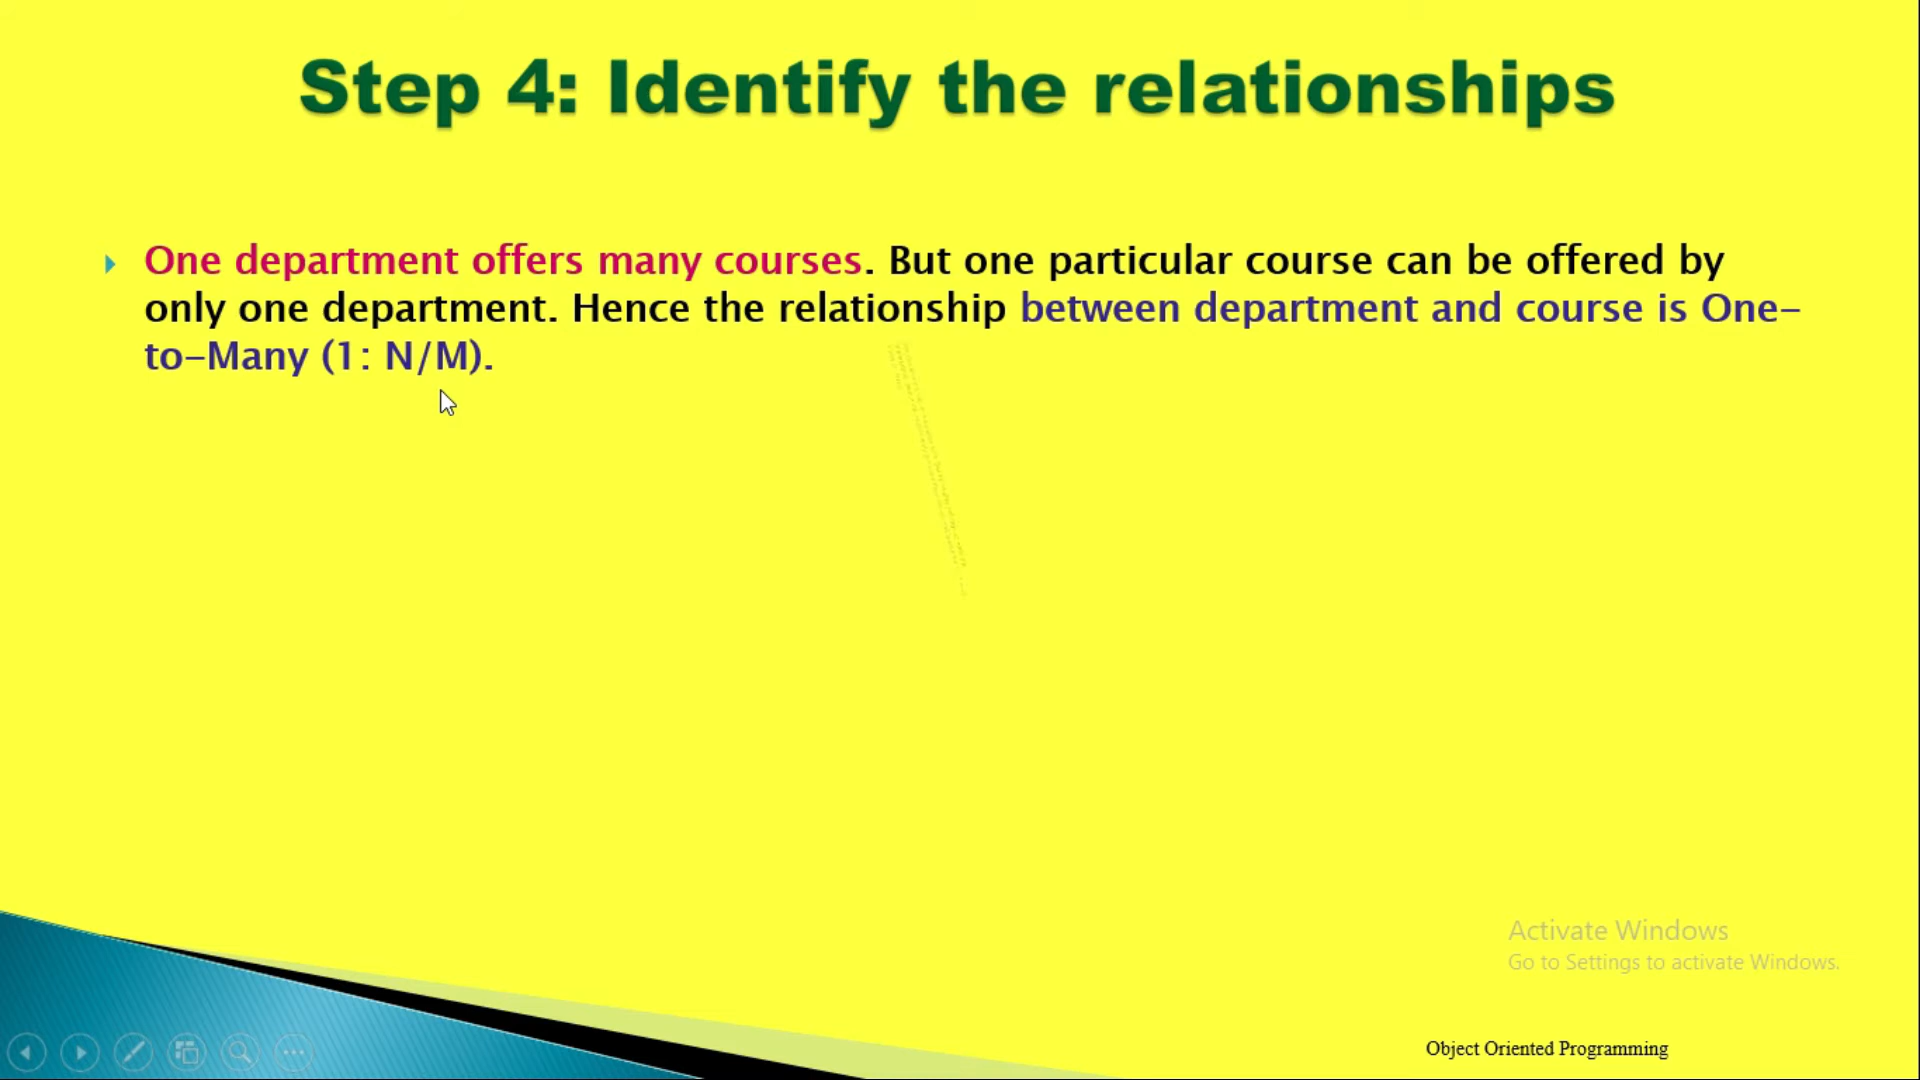 Step 4: Identify the relationships
One department offers many courses. But one particular course can be offered by
only one department. Hence the relationship between department and course is One-
to-Many (1: N/M).
Activate Windows
Go to Settings to activate Windows.
Object Oriented Programming